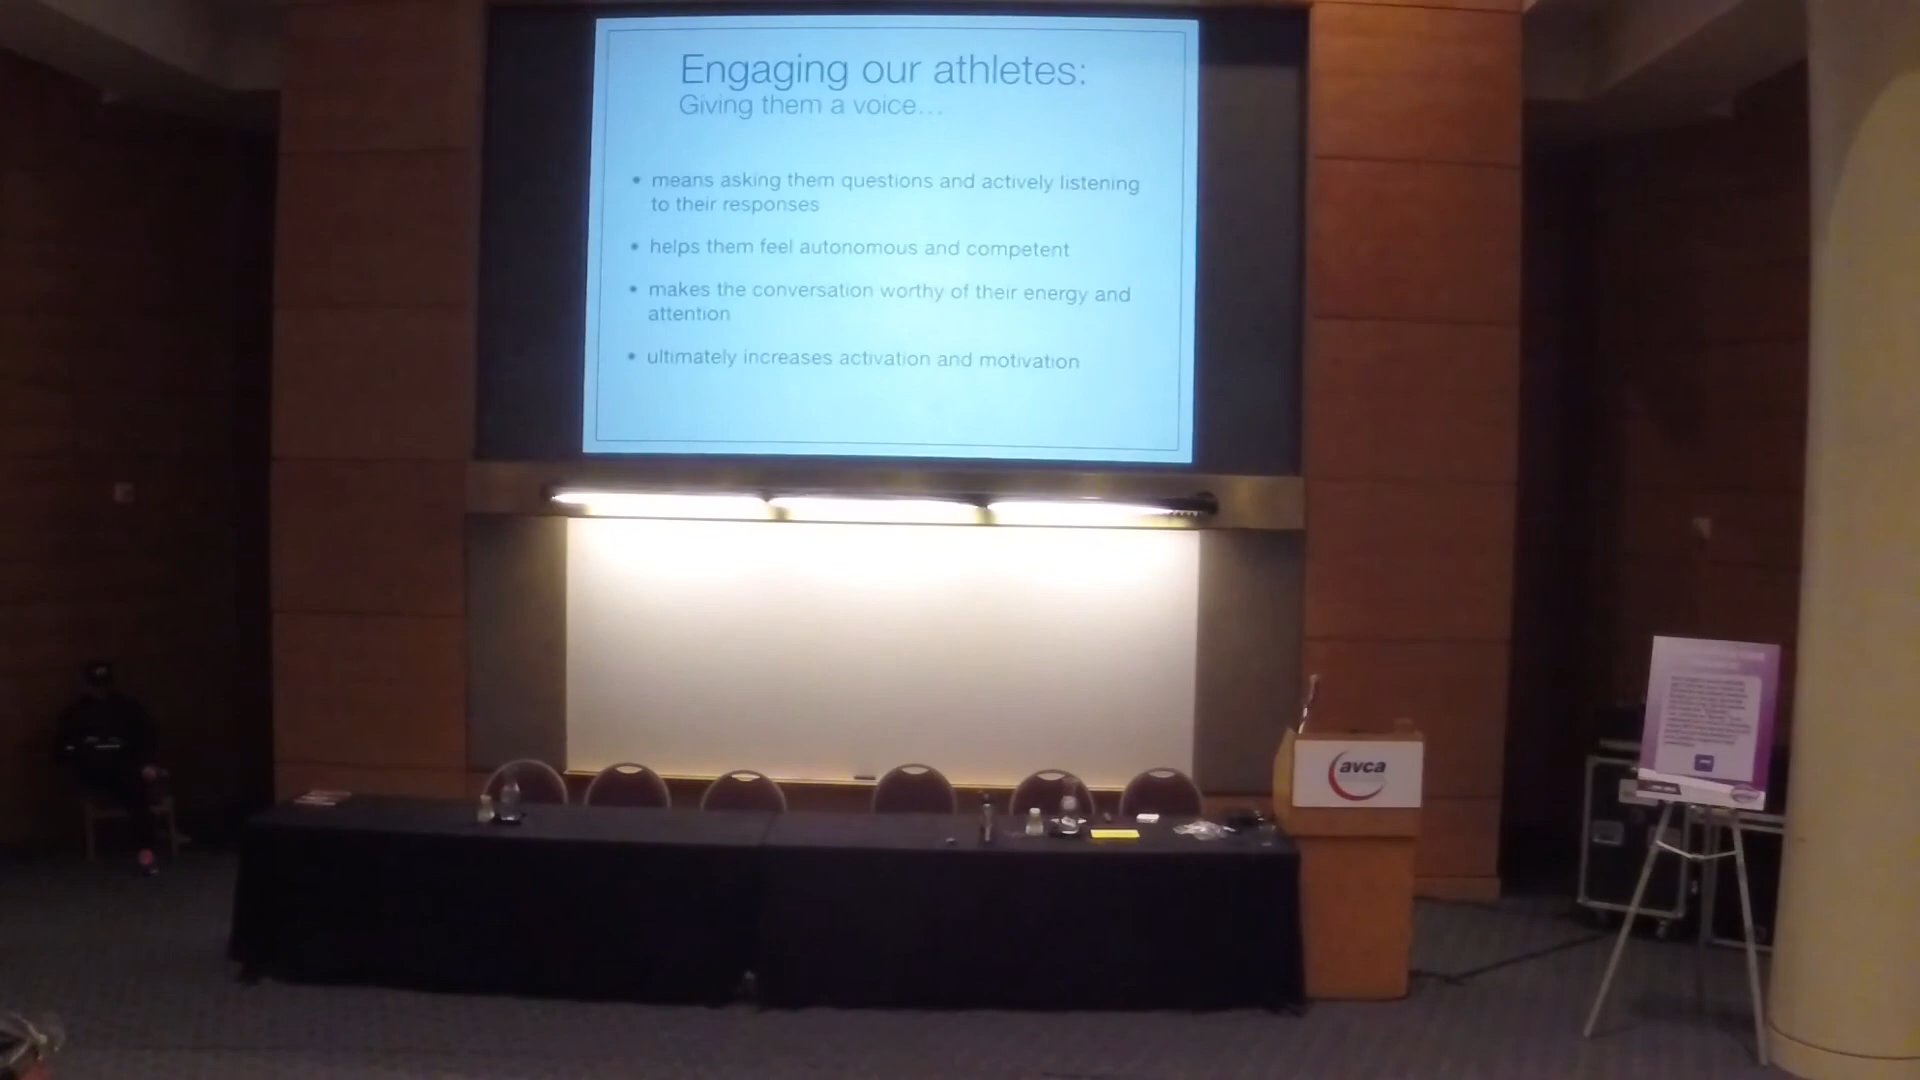 Engaging our athletes:
Giving them a voice...
• means asking them questions and actively listening
to their responses
• helps them feel autonomous and competent
• makes the conversation worthy of their energy and
attention
• ultimately increases activation and motivation
avca